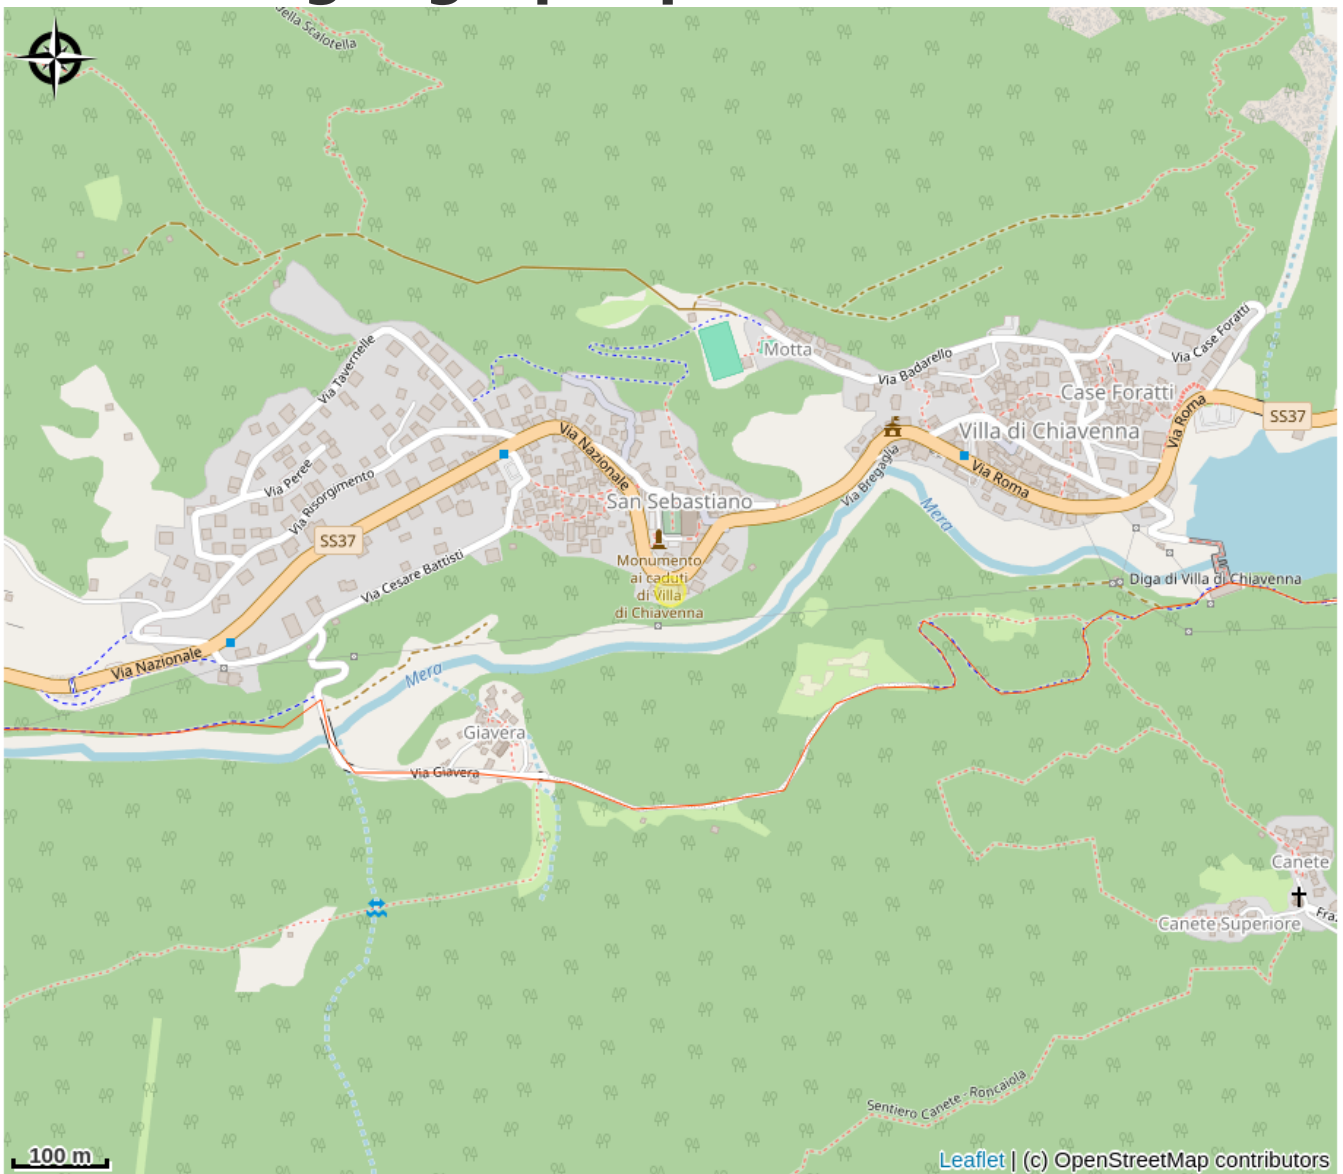 della Scalotella
Motta
Via Badarello
Via Case Foratti
Via Tavernelle
Case Foratti
SS37
Via Roma
Villa di Chiavenna
Via Nazionale
Via Peree
Via Risorgimento
Via Bregaglia
Via Roma
San Sebastiano
Mera
SS37
Monumento
ai caduti
di Villa
di Chiavenna
Via Cesare Battisti
Diga di Villa di Chiavenna
Via Nazionale
Mera
Giavera
Via Giavera
Canete
Canete Superiore
Fra
Sentiero Canete - Roncaiola
100 m
Leaflet | (c) OpenStreetMap contributors